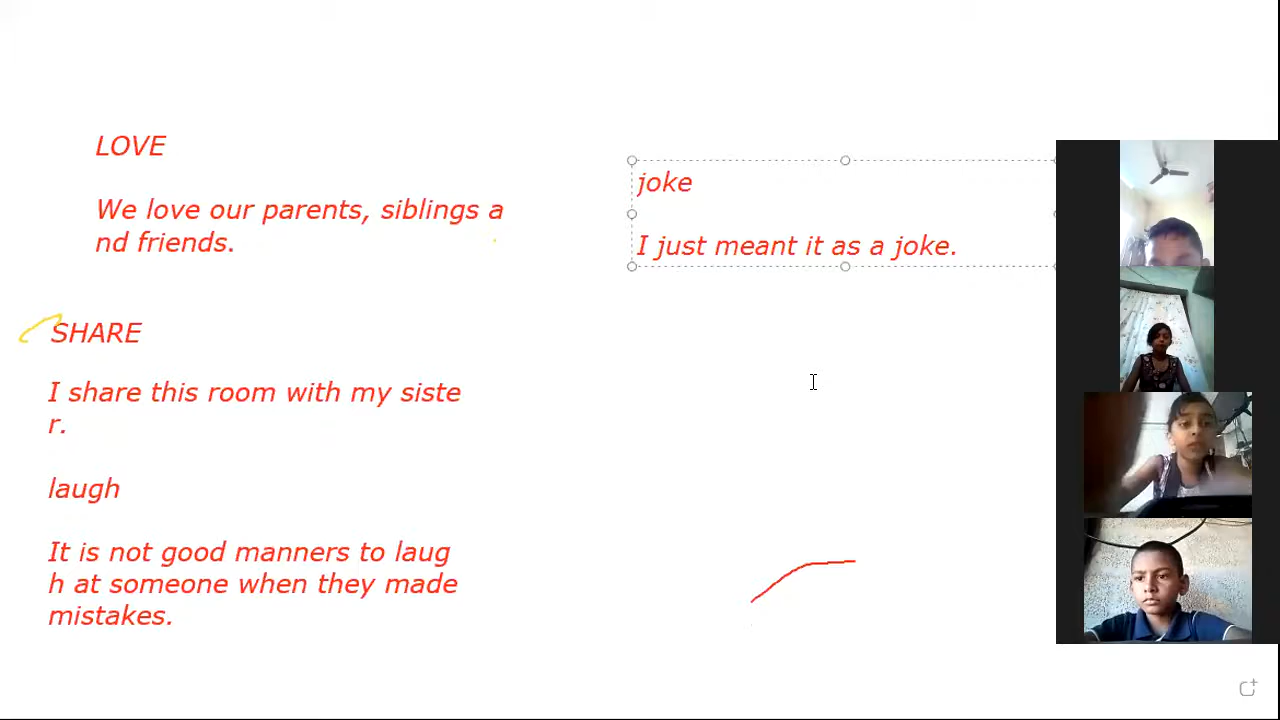 LOVE
We love our parents, siblings a
nd friends.
SHARE
I share this room with my siste
r.
laugh
It is not good manners to laug
h at someone when they made
mistakes.
joke
I just meant it as a joke.